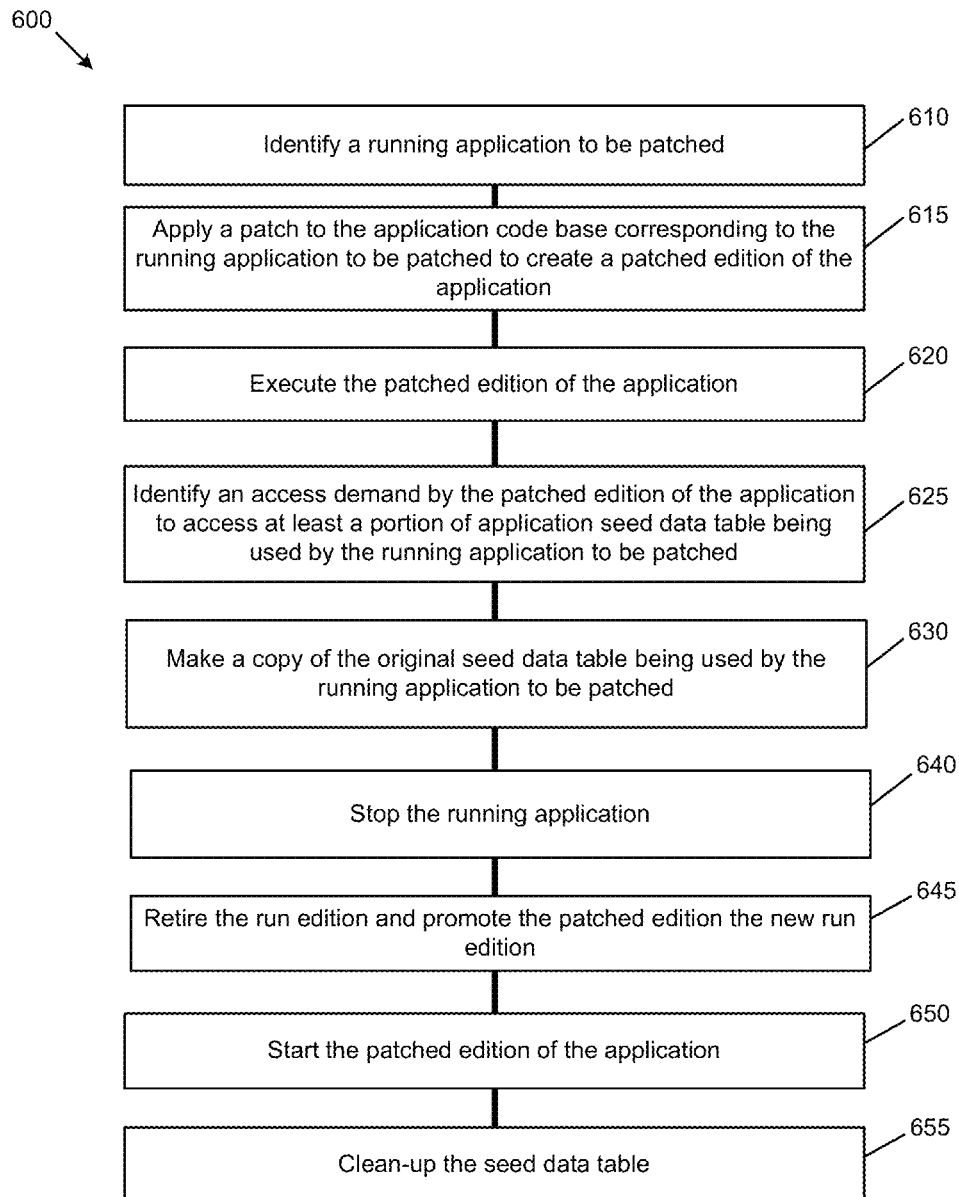 600
610
Identify a running application to be patched
615
Apply a patch to the application code base corresponding to the
running application to be patched to create a patched edition of the
application
620
Execute the patched edition of the application
625
Identify an access demand by the patched edition of the application
to access at least a portion of application seed data table being
used by the running application to be patched
630
Make a copy of the original seed data table being used by the
running application to be patched
640
Stop the running application
645
Retire the run edition and promote the patched edition the new run
edition
650
Start the patched edition of the application
655
Clean-up the seed data table